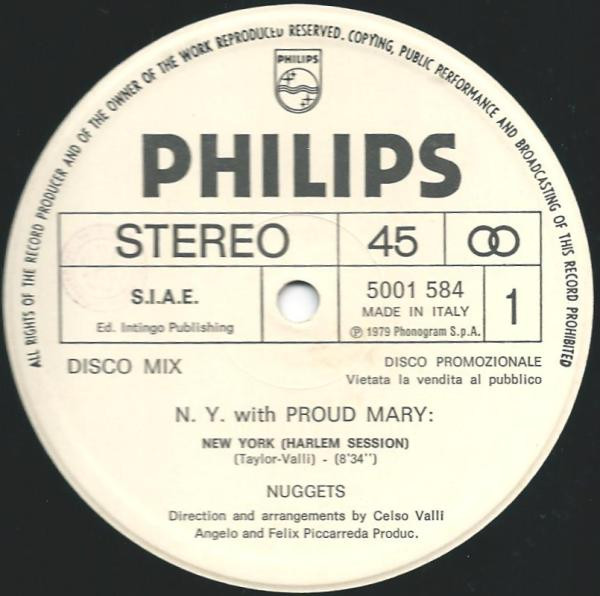 ALL RIGHTS OF THE RECORD PRODUCER AND OF THE OWNER OF THE WORK REPRODUCED RESERVED. COPYING, PUBLIC PERFORMANCE AND BROADCASTING OF THIS RECORD PROHIBITED
PHILIPS
PHILIPS
STEREO 45
S.I.A.E.
Ed. Intingo Publishing
5001 584
MADE IN ITALY
Ⓟ 1979 Phonogram S.p.A.
1
DISCO MIX
DISCO PROMOZIONALE
Vietata la vendita al pubblico
N. Y. with PROUD MARY:
NEW YORK (HARLEM SESSION)
(Taylor-Valli) - (8'34'')
NUGGETS
Direction and arrangements by Celso Valli
Angelo and Felix Piccarreda Produc.